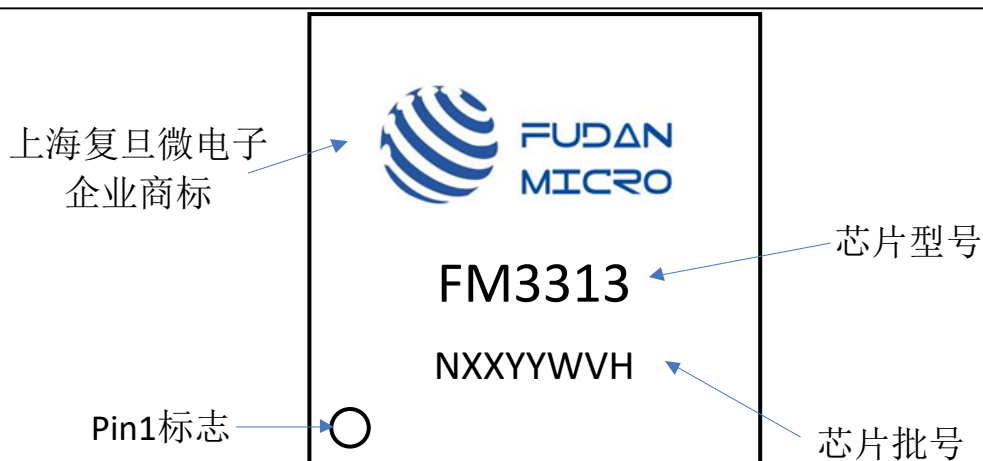 上海复旦微电子
企业商标
FUDAN
MICRO
芯片型号
FM3313
NXXYYWVH
Pin1标志
芯片批号